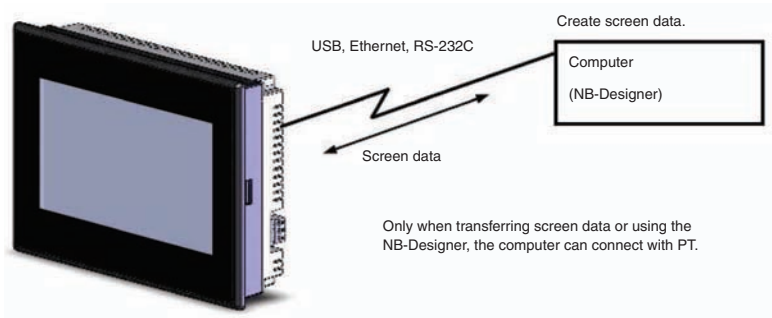 Create screen data.
USB, Ethernet, RS-232C
Computer
(NB-Designer)
Screen data
Only when transferring screen data or using the
NB-Designer, the computer can connect with PT.